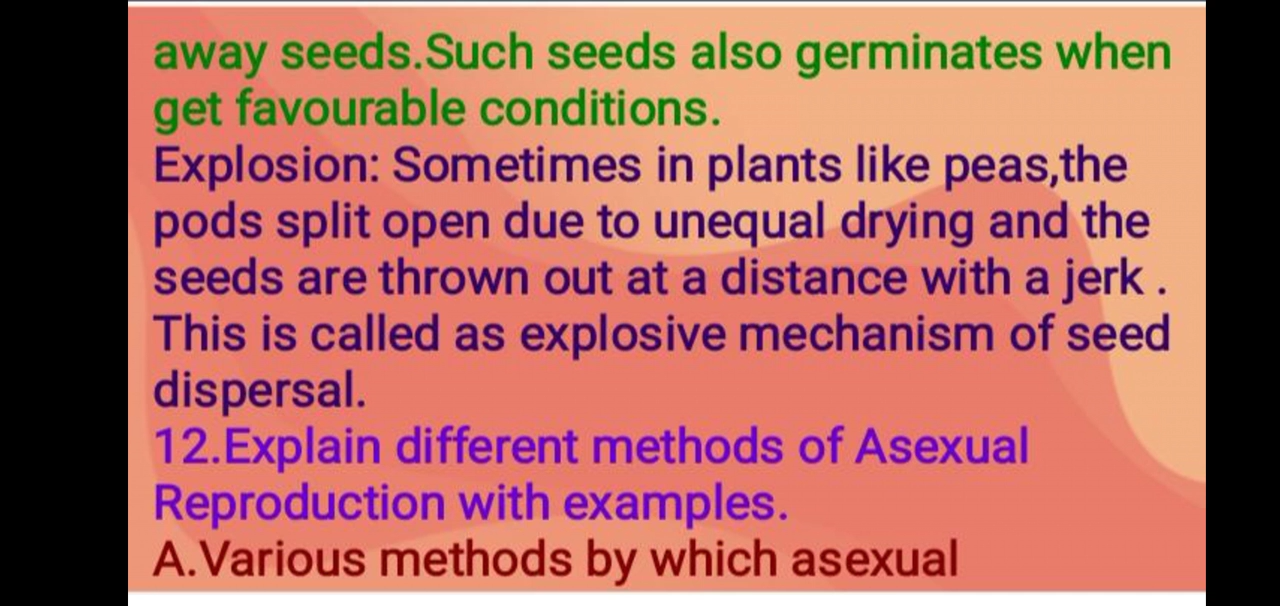 away seeds.Such seeds also germinates when
get favourable conditions.
Explosion: Sometimes in plants like peas,the
pods split open due to unequal drying and the
seeds are thrown out at a distance with a jerk .
This is called as explosive mechanism of seed
dispersal.
12.Explain different methods of Asexual
Reproduction with examples.
A.Various methods by which asexual